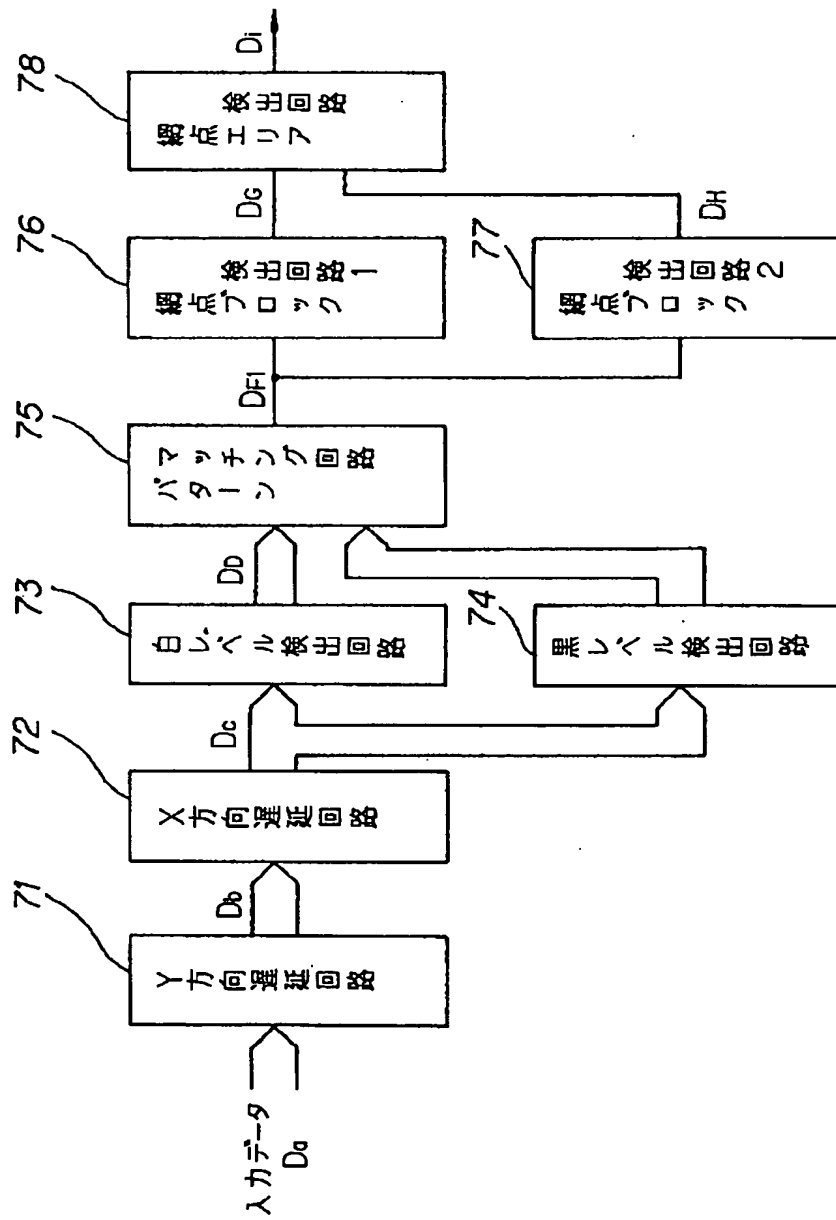 入力データ
Da
71
Y方向遅延回路
Db
72
X方向遅延回路
Dc
73
白レベル検出回路
DD
74
黒レベル検出回路
75
パターン
マッチング回路
DF1
76
網点ブロック
検出回路1
DG
77
網点ブロック
検出回路2
DH
78
網点エリア
検出回路
Di